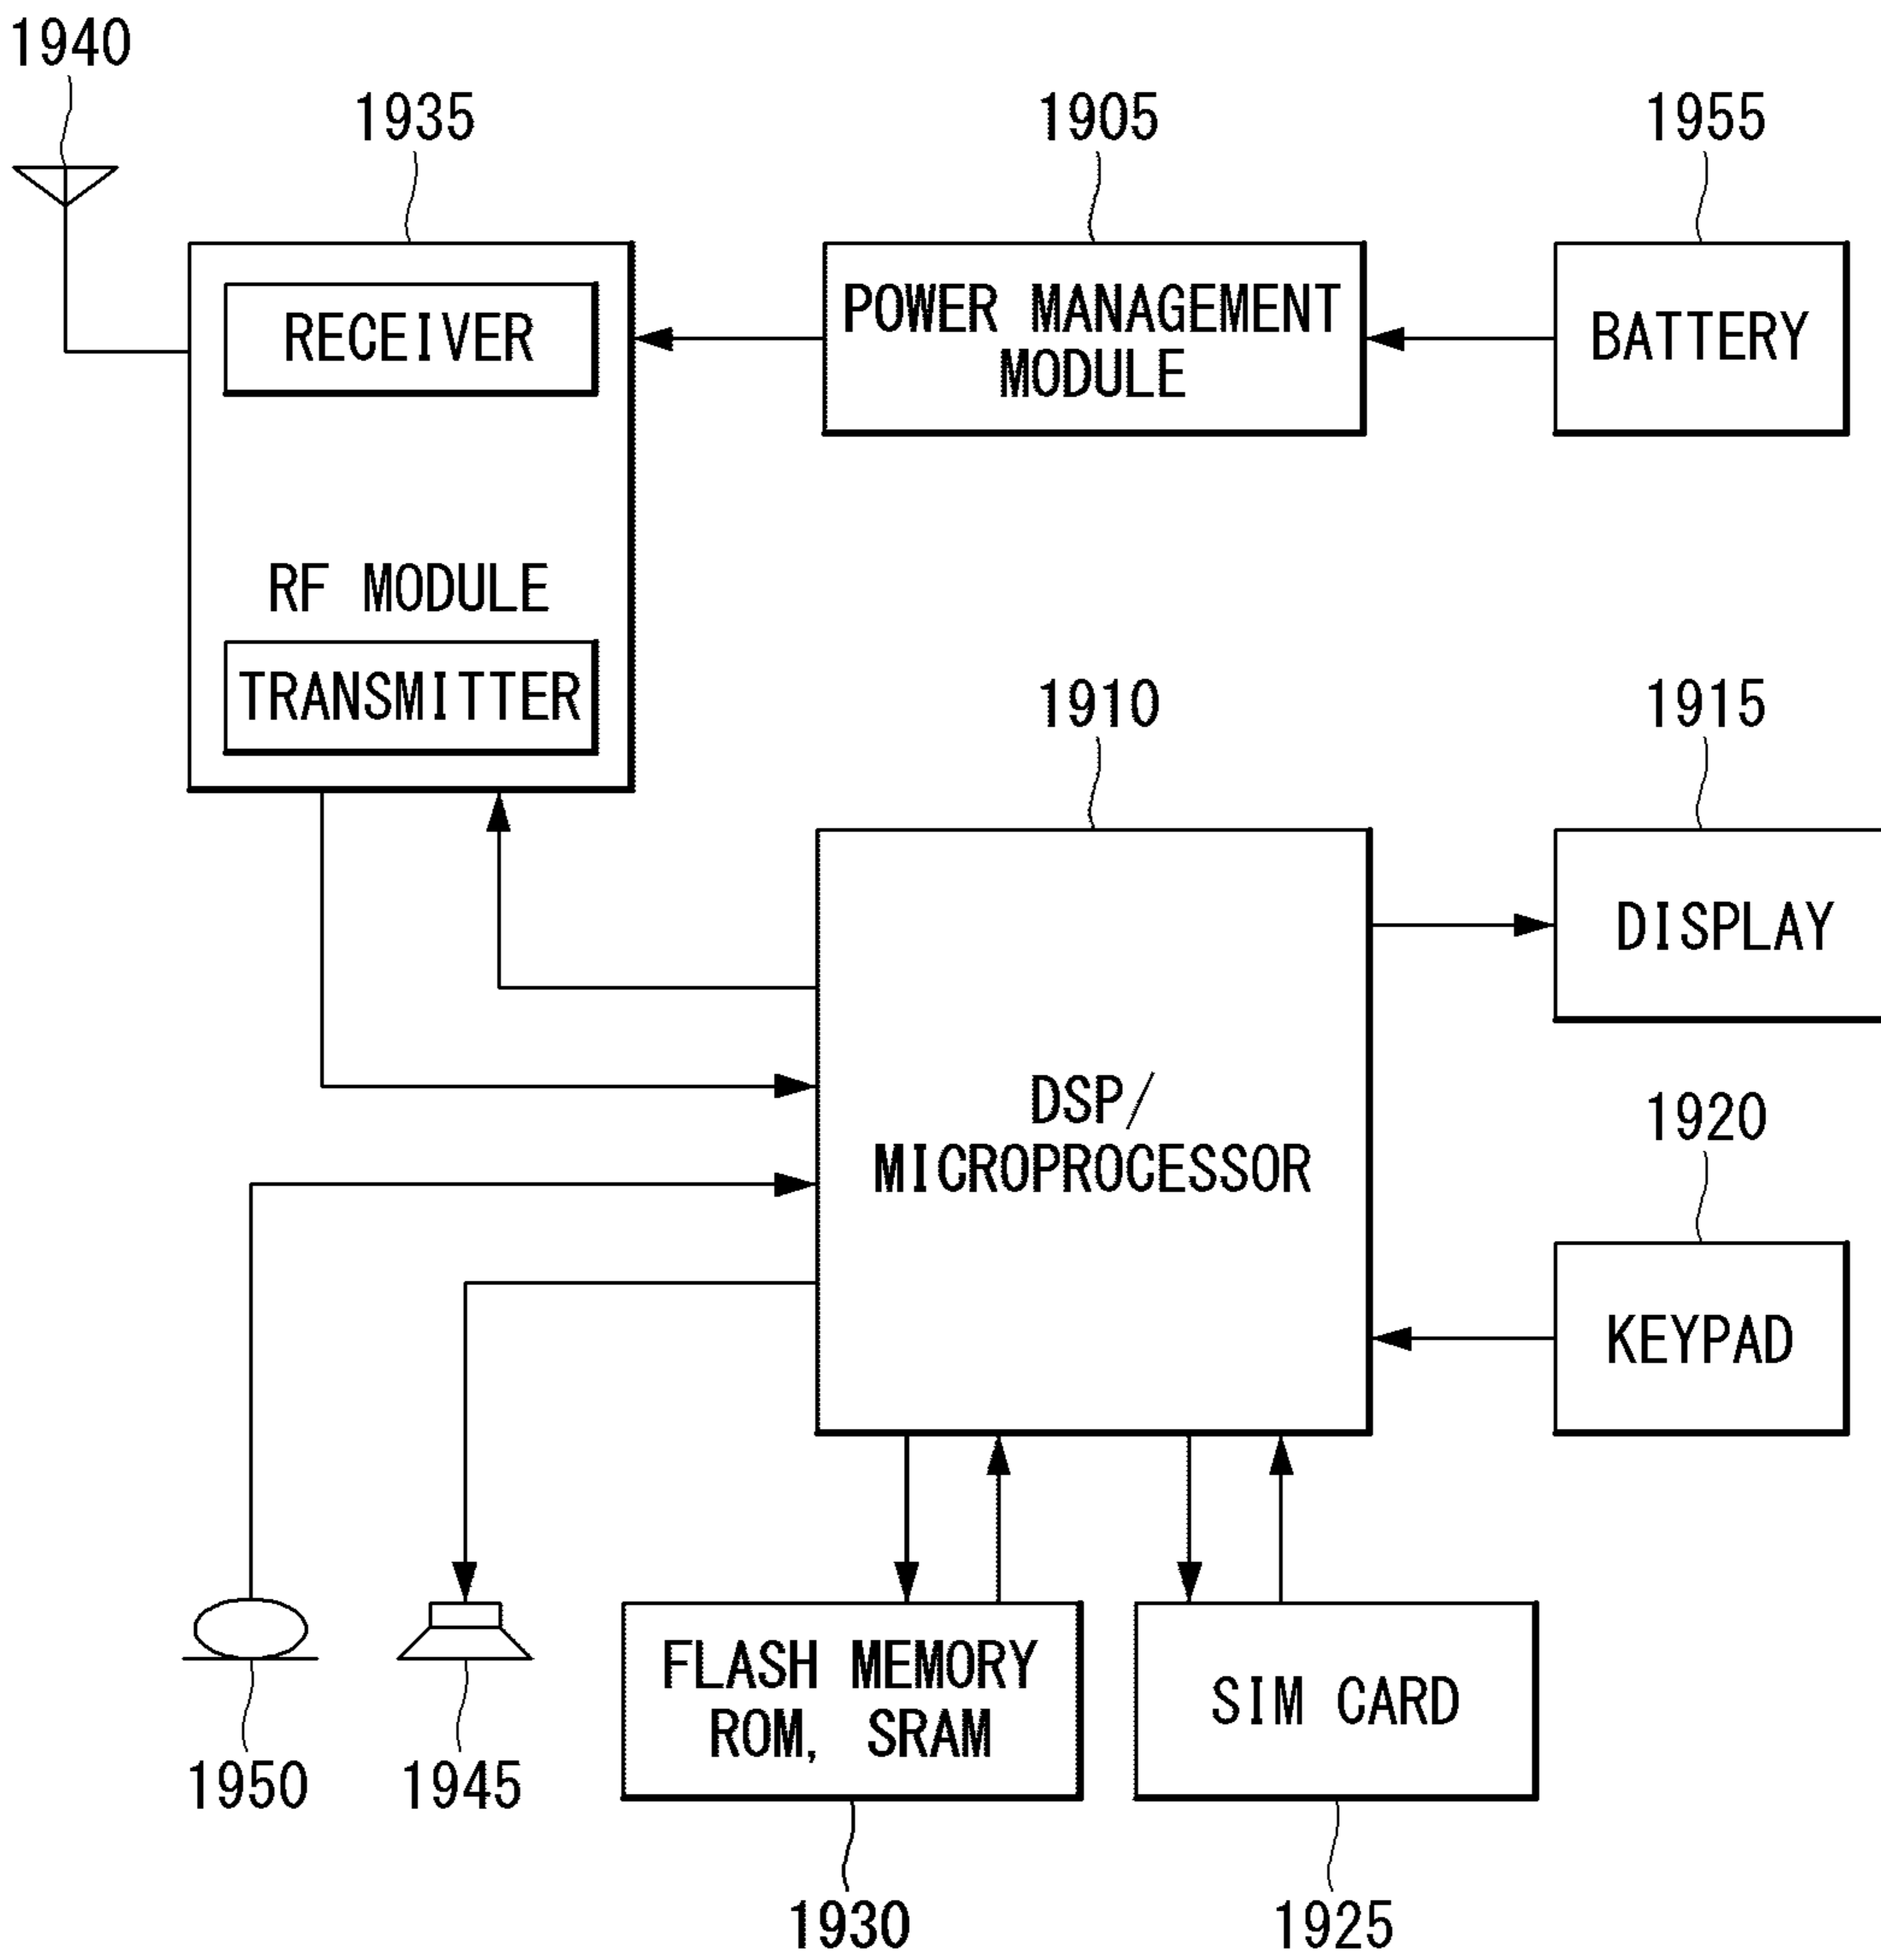 1940
1935
1905
1955
RECEIVER
POWER MANAGEMENT
MODULE
BATTERY
RF MODULE
TRANSMITTER
1910
1915
DISPLAY
DSP/
MICROPROCESSOR
1920
KEYPAD
FLASH MEMORY
ROM, SRAM
SIM CARD
1950
1945
1930
1925